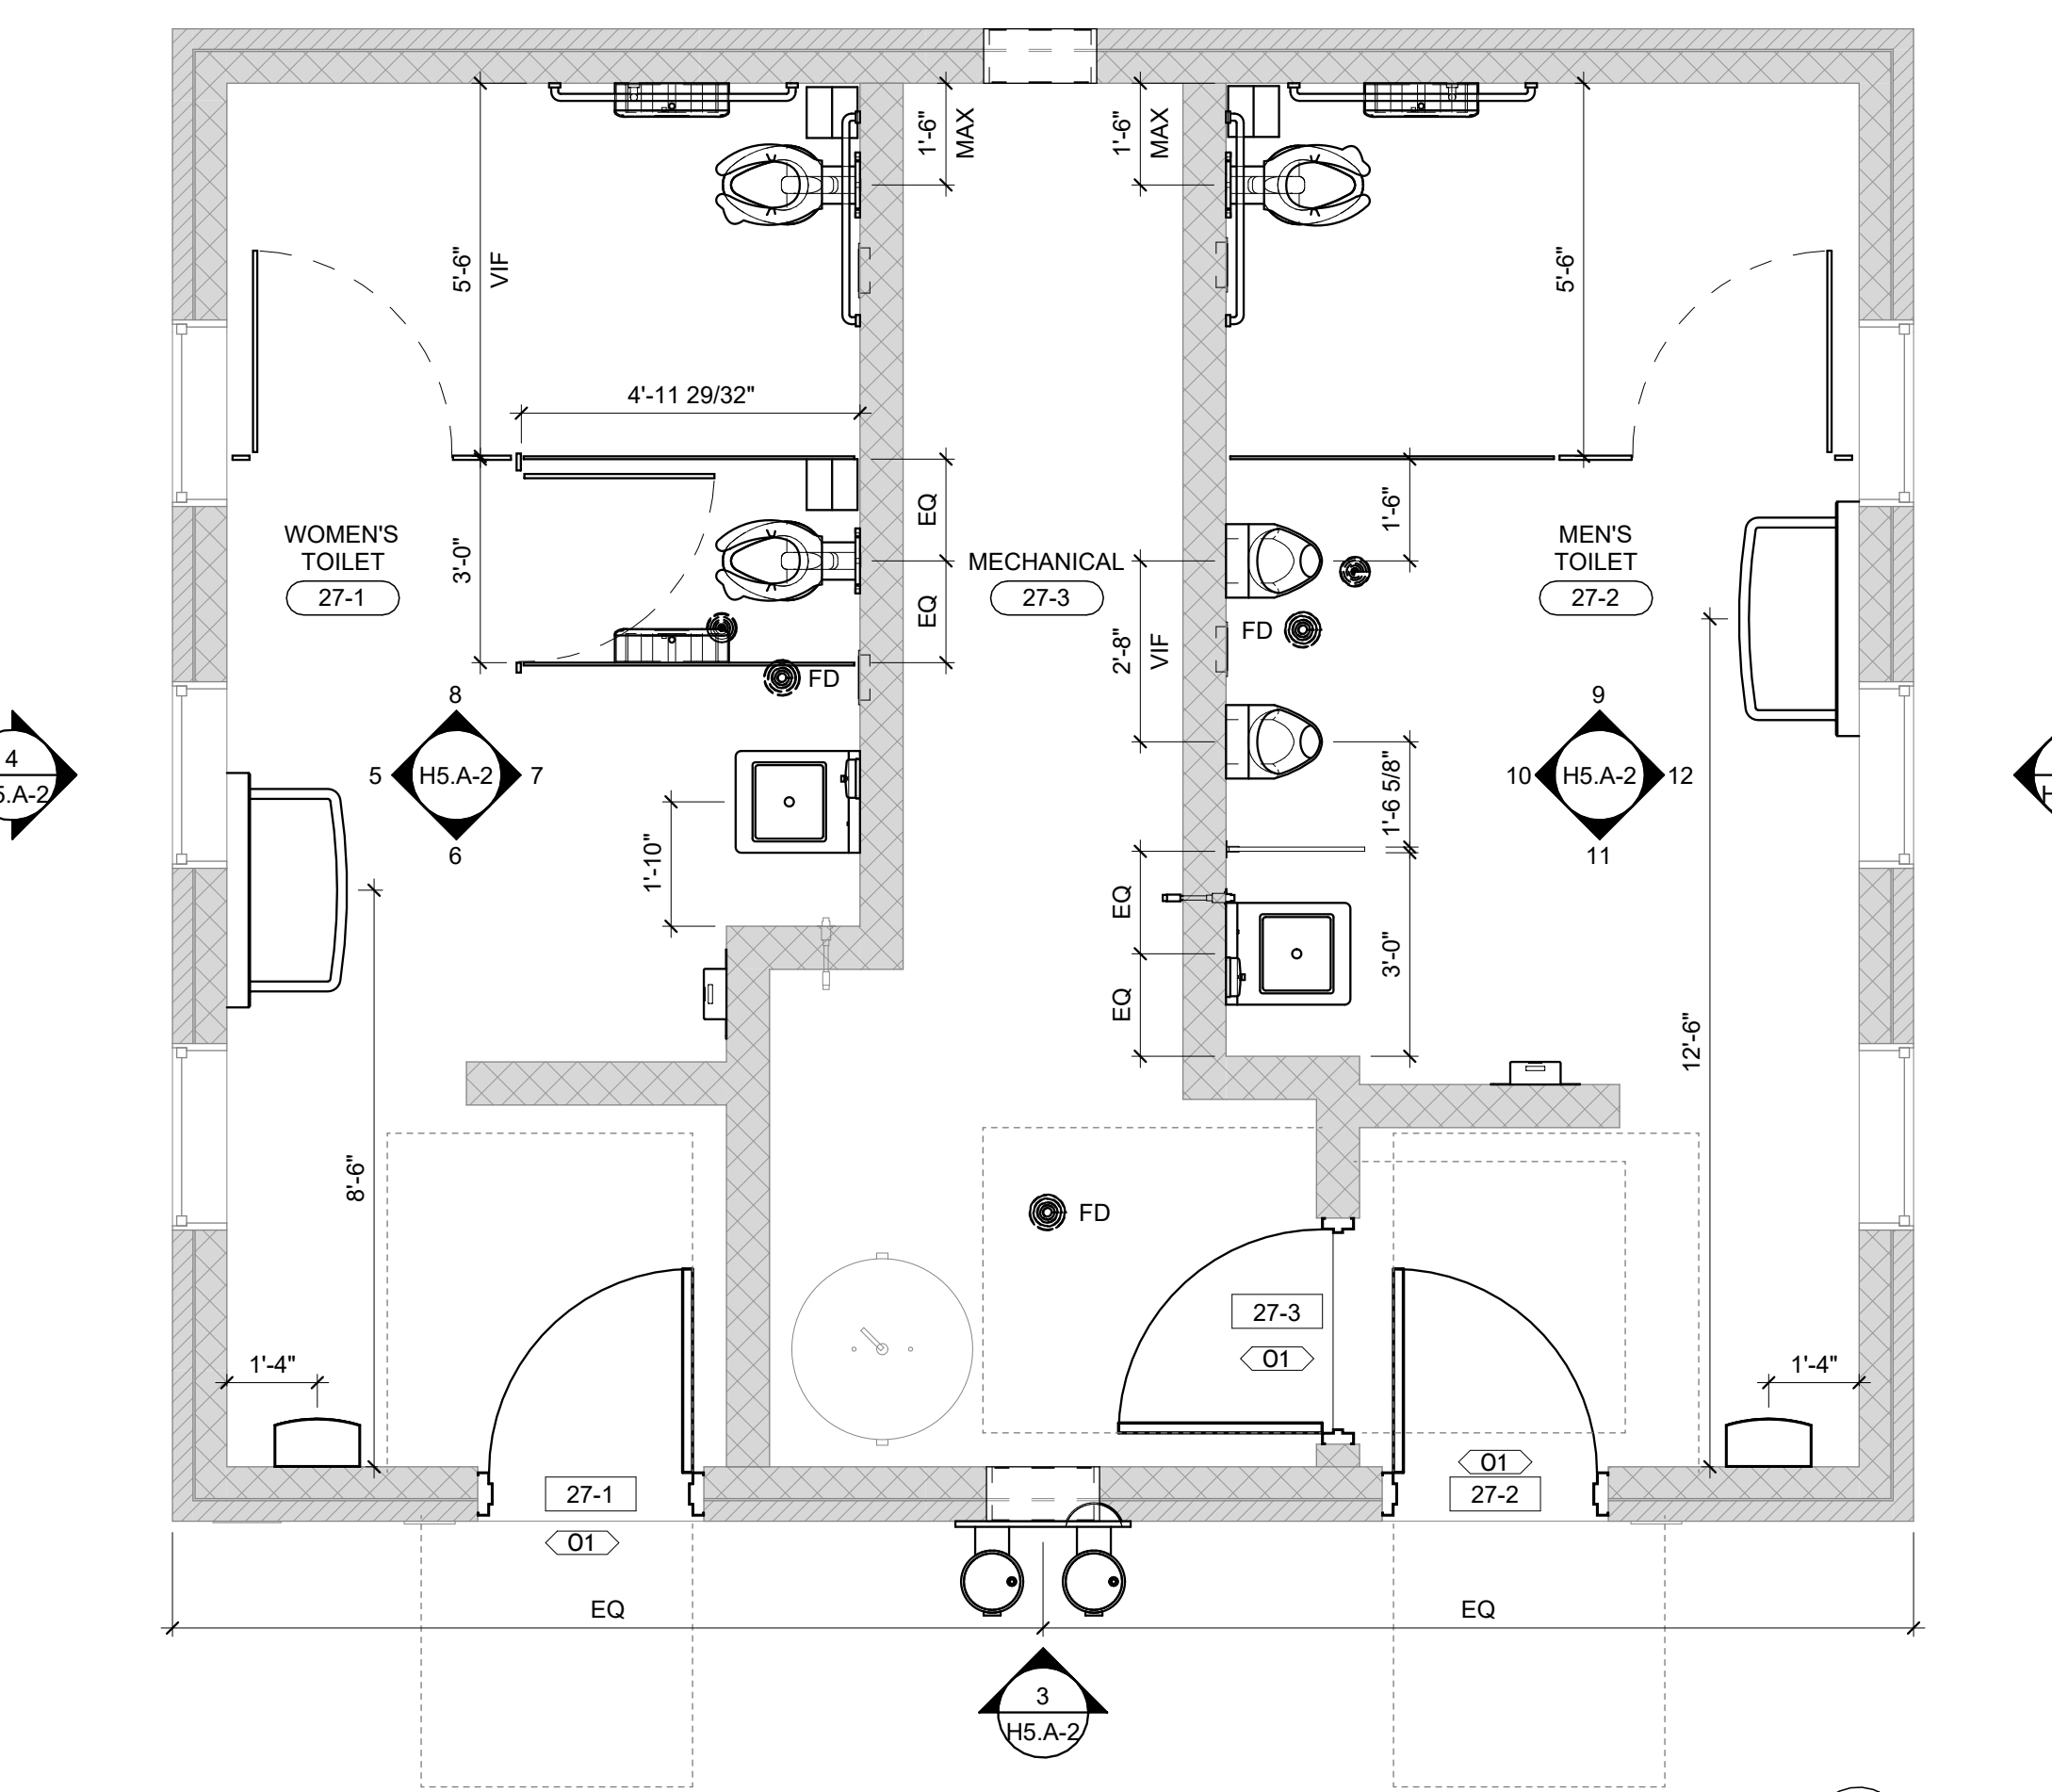 1'-6"
MAX
1'-6"
MAX
5'-6"
VIF
5'-6"
4'-11 29/32"
EQ
1'-6"
WOMEN'S
TOILET
27-1
3'-0"
MECHANICAL
27-3
MEN'S
TOILET
27-2
EQ
2'-8"
VIF
FD
FD
8
5
H5.A-2
7
6
9
10
H5.A-2
12
11
4
5.A-2
H
1'-10"
1'-6 5/8"
EQ
3'-0"
EQ
12'-6"
8'-6"
FD
27-3
01
1'-4"
1'-4"
27-1
01
01
27-2
EQ
EQ
3
H5.A-2